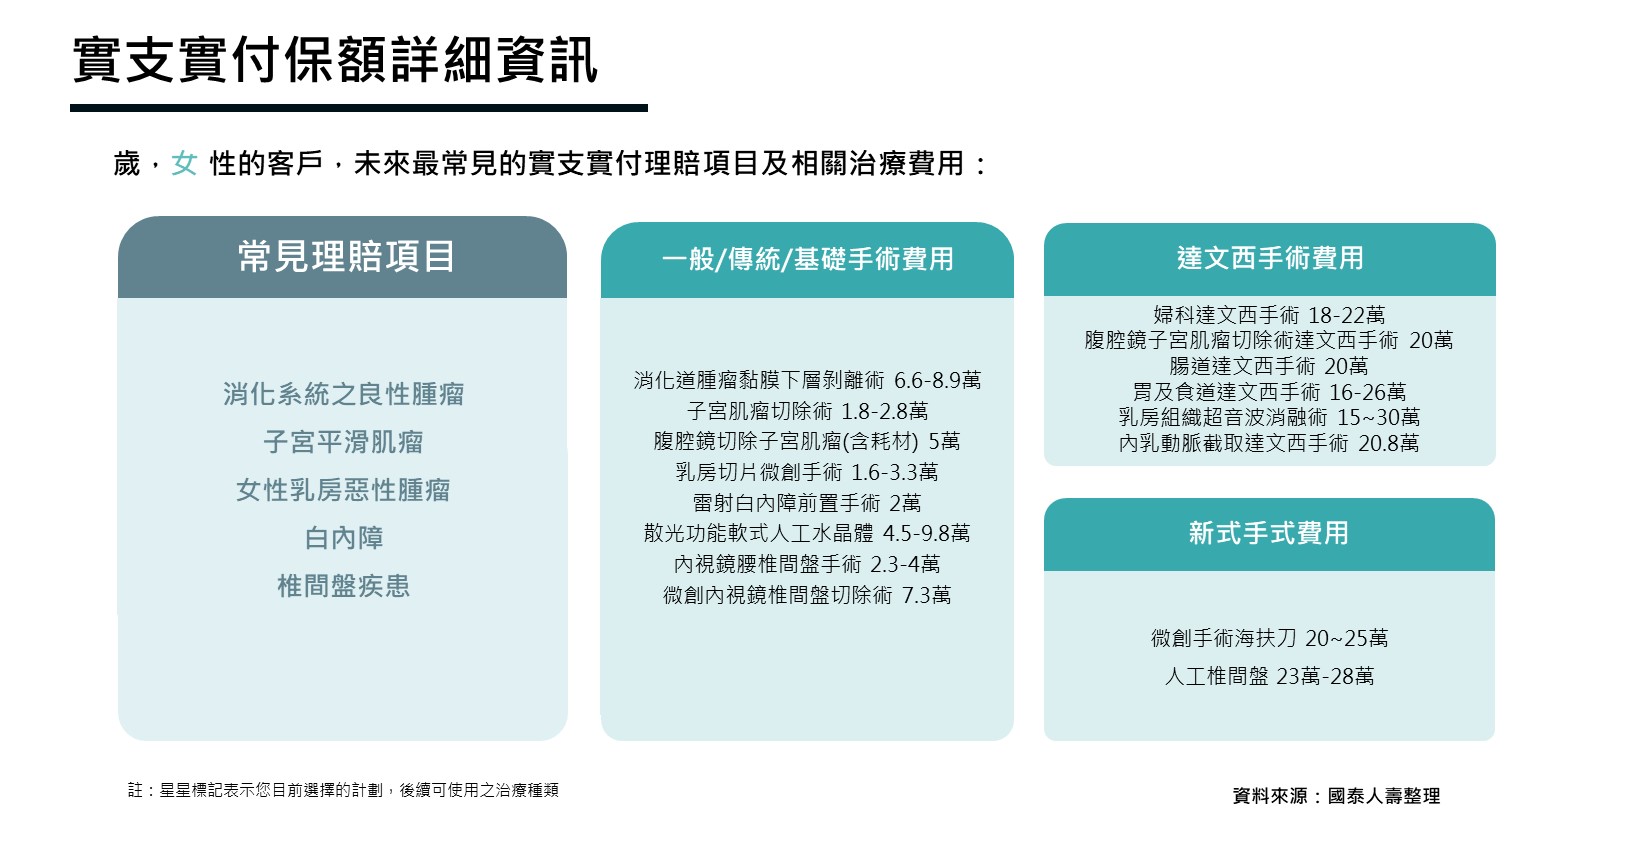 實支實付保額詳細資訊
歲，女 性的客戶，未來最常見的實支實付理賠項目及相關治療費用：
常見理賠項目
消化系統之良性腫瘤
子宮平滑肌瘤
女性乳房惡性腫瘤
白內障
椎間盤疾患
一般/傳統/基礎手術費用
消化道腫瘤黏膜下層剝離術 6.6-8.9萬
子宮肌瘤切除術 1.8-2.8萬
腹腔鏡切除子宮肌瘤(含耗材) 5萬
乳房切片微創手術 1.6-3.3萬
雷射白內障前置手術 2萬
散光功能軟式人工水晶體 4.5-9.8萬
內視鏡腰椎間盤手術 2.3-4萬
微創內視鏡椎間盤切除術 7.3萬
達文西手術費用
婦科達文西手術 18-22萬
腹腔鏡子宮肌瘤切除術達文西手術 20萬
腸道達文西手術 20萬
胃及食道達文西手術 16-26萬
乳房組織超音波消融術 15~30萬
內乳動脈截取達文西手術 20.8萬
新式手式費用
微創手術海扶刀 20~25萬
人工椎間盤 23萬-28萬
註：星星標記表示您目前選擇的計劃，後續可使用之治療種類
資料來源：國泰人壽整理